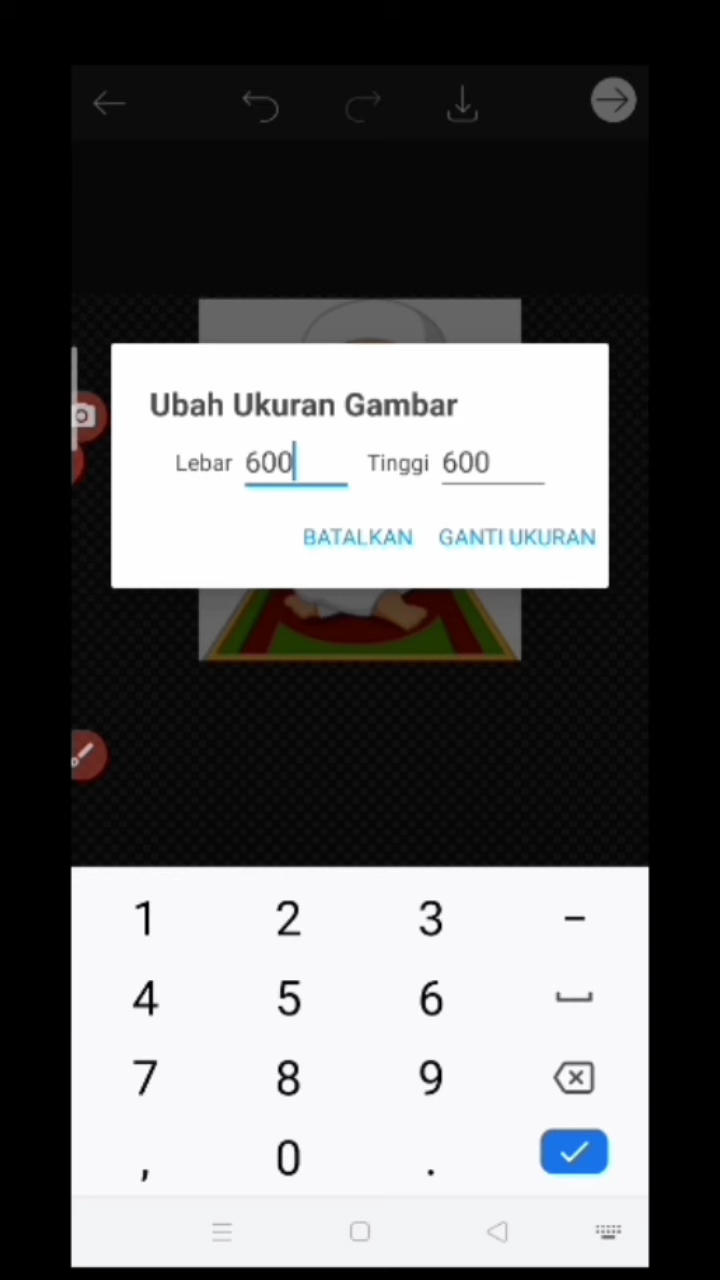 Ubah Ukuran Gambar
Lebar 600 Tinggi 600
BATALKAN GANTI UKURAN
1 2 3 -
4 5 6
7 8 9
, 0 .